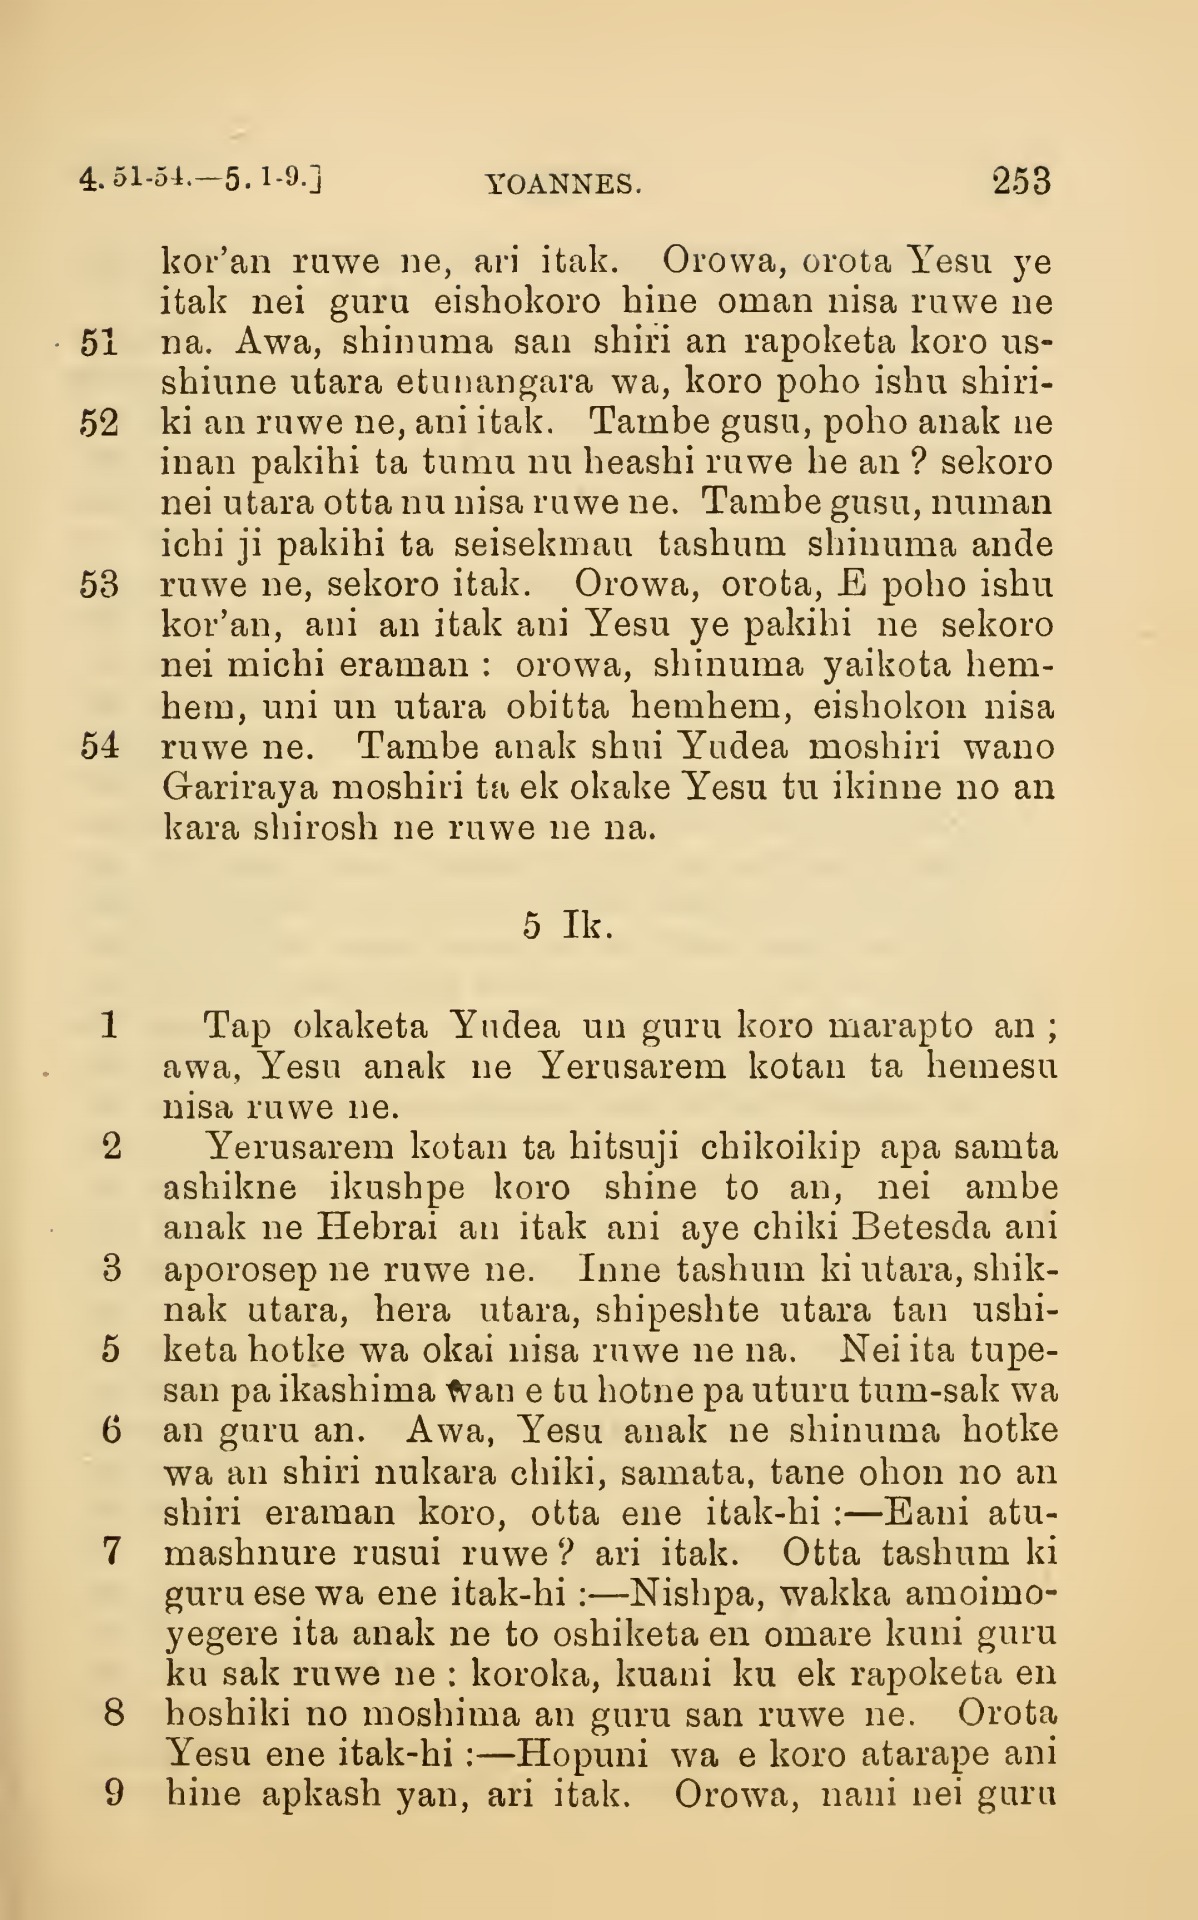 4. 51-54.—5. 1-9.] YOANNES. 253
kor’an ruwe ne, ari itak. Orowa, orota Yesu ye
itak nei guru eishokoro hine oman nisa ruwe ne
51 na. Awa, shinuma san shiri an rapoketa koro us-
shiune utara etunangara wa, koro poho ishu shiri-
52 ki an ruwe ne, ani itak. Tambe gusu, poho anak ne
inan pakihi ta tumu nu heashi ruwe he an ? sekoro
nei utara otta nu nisa ruwe ne. Tambe gusu, numan
ichi ji pakihi ta seisekmau tashum shinuma ande
53 ruwe ne, sekoro itak. Orowa, orota, E poho ishu
kor’an, ani an itak ani Yesu ye pakihi ne sekoro
nei michi eraman : orowa, shinuma yaikota hem-
hem, uni un utara obitta hemhem, eishokon nisa
54 ruwe ne. Tambe anak shui Yudea moshiri wano
Gariraya moshiri ta ek okake Yesu tu ikinne no an
kara shirosh ne ruwe ne na.
5 Ik.
1 Tap okaketa Yudea un guru koro marapto an ;
awa, Yesu anak ne Yerusarem kotan ta hemesu
nisa ruwe ne.
2 Yerusarem kotan ta hitsuji chikoikip apa samta
ashikne ikushpe koro shine to an, nei ambe
anak ne Hebrai an itak ani aye chiki Betesda ani
3 aporosep ne ruwe ne. Inne tashum ki utara, shik-
nak utara, hera utara, shipeshte utara tan ushi-
5 keta hotke wa okai nisa ruwe ne na. Nei ita tupe-
san pa ikashima wan e tu hotne pa uturu tum-sak wa
6 an guru an. Awa, Yesu anak ne shinuma hotke
wa an shiri nukara chiki, samata, tane ohon no an
shiri eraman koro, otta ene itak-hi :—Eani atu-
7 mashnure rusui ruwe ? ari itak. Otta tashum ki
guru ese wa ene itak-hi :—Nishpa, wakka amoimo-
yegere ita anak ne to oshiketa en omare kuni guru
ku sak ruwe ne : koroka, kuani ku ek rapoketa en
8 hoshiki no moshima an guru san ruwe ne. Orota
Yesu ene itak-hi :—Hopuni wa e koro atarape ani
9 hine apkash yan, ari itak. Orowa, nani nei guru